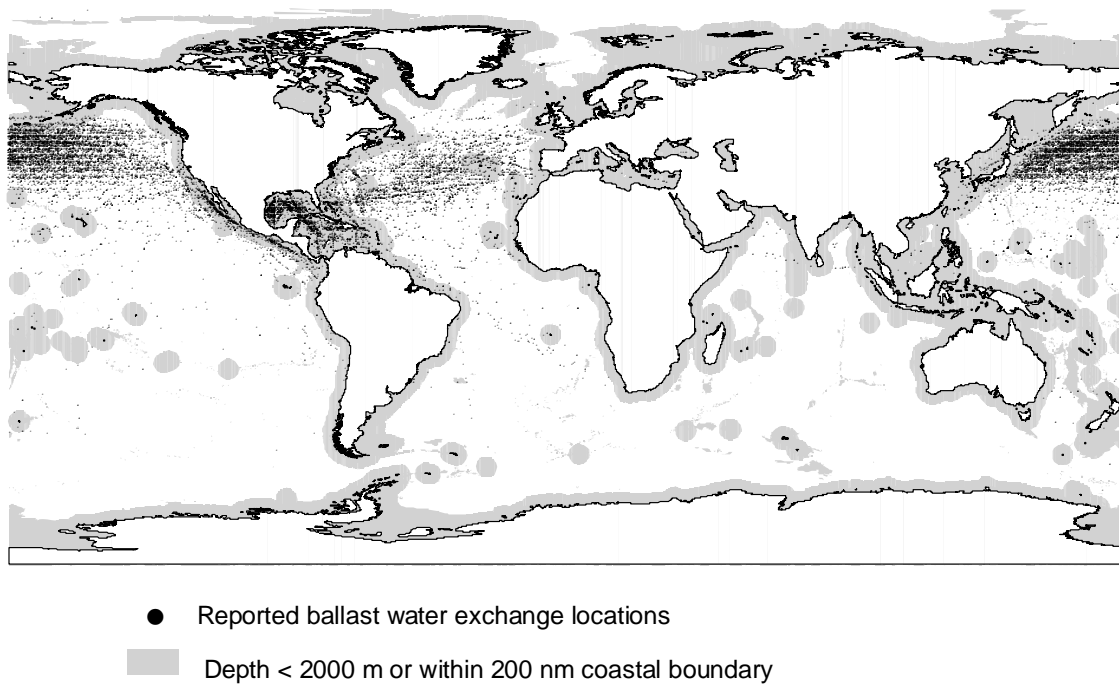 Reported ballast water exchange locations
Depth < 2000 m or within 200 nm coastal boundary